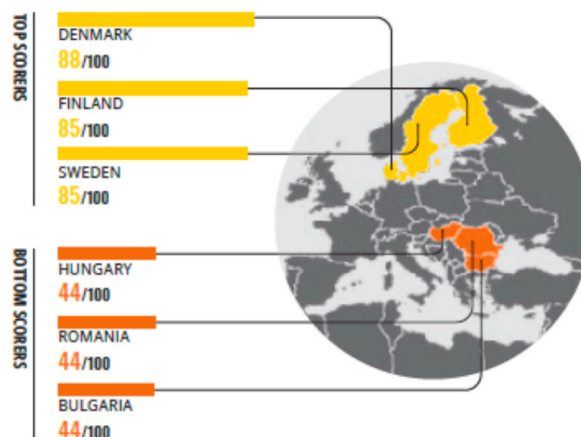 TOP SCORERS
DENMARK
88/100
FINLAND
85/100
SWEDEN
85/100
BOTTOM SCORERS
HUNGARY
44/100
ROMANIA
44/100
BULGARIA
44/100